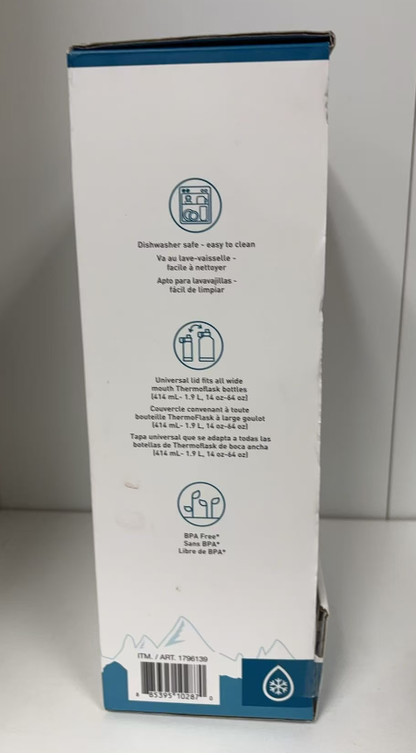 Dishwasher safe - easy to clean
Va au lave-vaisselle -
facile à nettoyer
Apto para lavavajillas -
fácil de limpiar
Universal lid fits all wide
mouth Thermoflask bottles
(414 mL- 1.9 L, 14 oz-64 oz)
Couvercle convenant à toute
bouteille ThermoFlask à large goulot
(414 mL- 1.9 L, 14 oz-64 oz)
Tapa universal que se adapta a todas las
botellas de Thermoflask de boca ancha
(414 mL- 1.9 L, 14 oz-64 oz)
BPA Free*
Sans BPA*
Libre de BPA*
ITM. / ART. 1796139
8 85395 10287 0